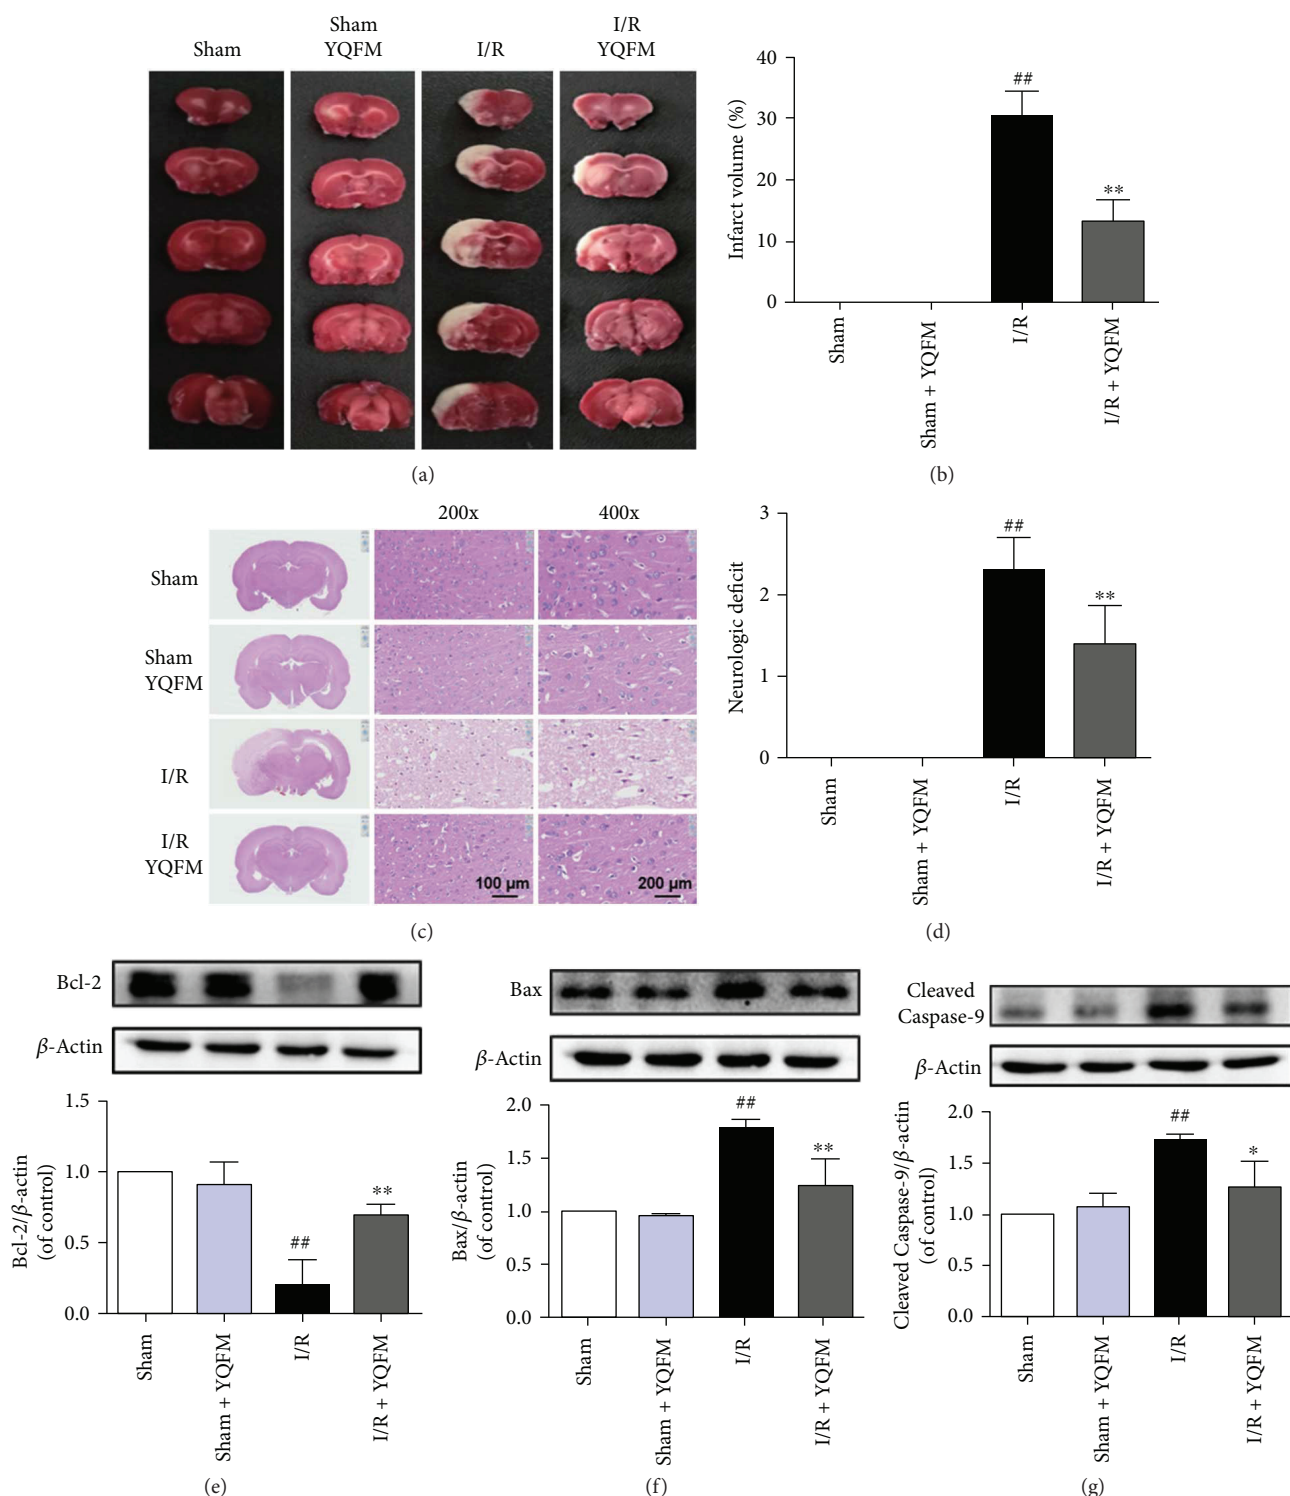 Sham
Sham
YQFM
I/R
I/R
YQFM
(a)
Infarct volume (%)
40
30
20
10
0
##
**
Sham
Sham + YQFM
I/R
I/R + YQFM
(b)
200x
400x
Sham
Sham
YQFM
I/R
I/R
YQFM
100 μm
200 μm
(c)
Neurologic deficit
3
2
1
0
##
**
Sham
Sham + YQFM
I/R
I/R + YQFM
(d)
Bcl-2
β-Actin
Bcl-2/β-actin
(of control)
1.5
1.0
0.5
0.0
##
**
Sham
Sham + YQFM
I/R
I/R + YQFM
(e)
Bax
β-Actin
Bax/β-actin
(of control)
2.0
1.5
1.0
0.5
0.0
##
**
Sham
Sham + YQFM
I/R
I/R + YQFM
(f)
Cleaved
Caspase-9
β-Actin
Cleaved Caspase-9/β-actin
(of control)
2.0
1.5
1.0
0.5
0.0
##
*
Sham
Sham + YQFM
I/R
I/R + YQFM
(g)